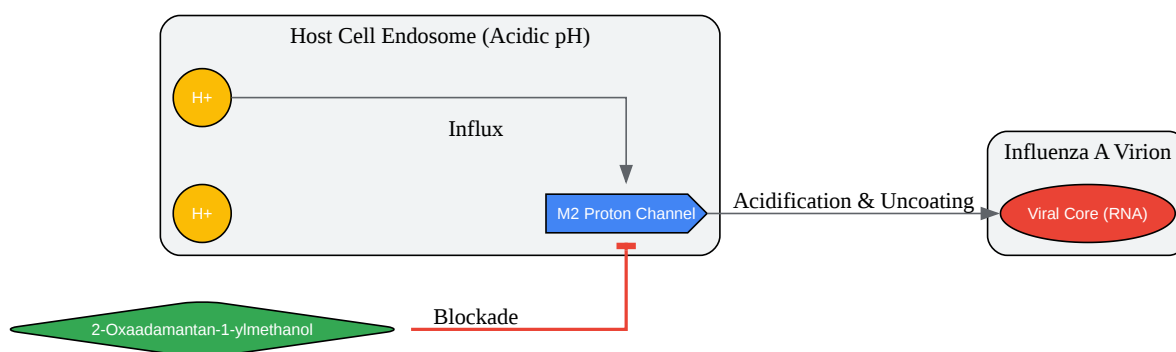 Host Cell Endosome (Acidic pH)
H+
Influx
H+
M2 Proton Channel
Acidification & Uncoating
Influenza A Virion
Viral Core (RNA)
2-Oxaadamantan-1-ylmethanol
Blockade